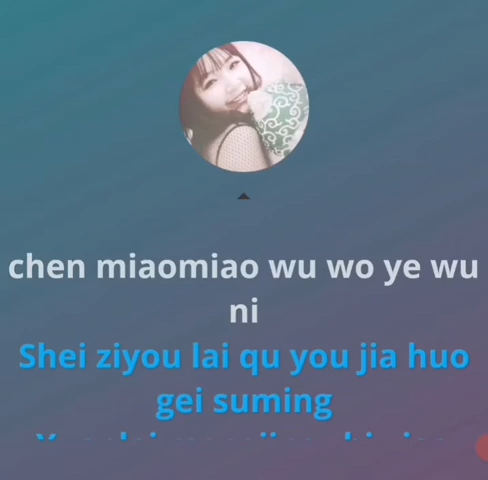 chen miaomiao wu wo ye wu
ni
Shei ziyou lai qu you jia huo
gei suming